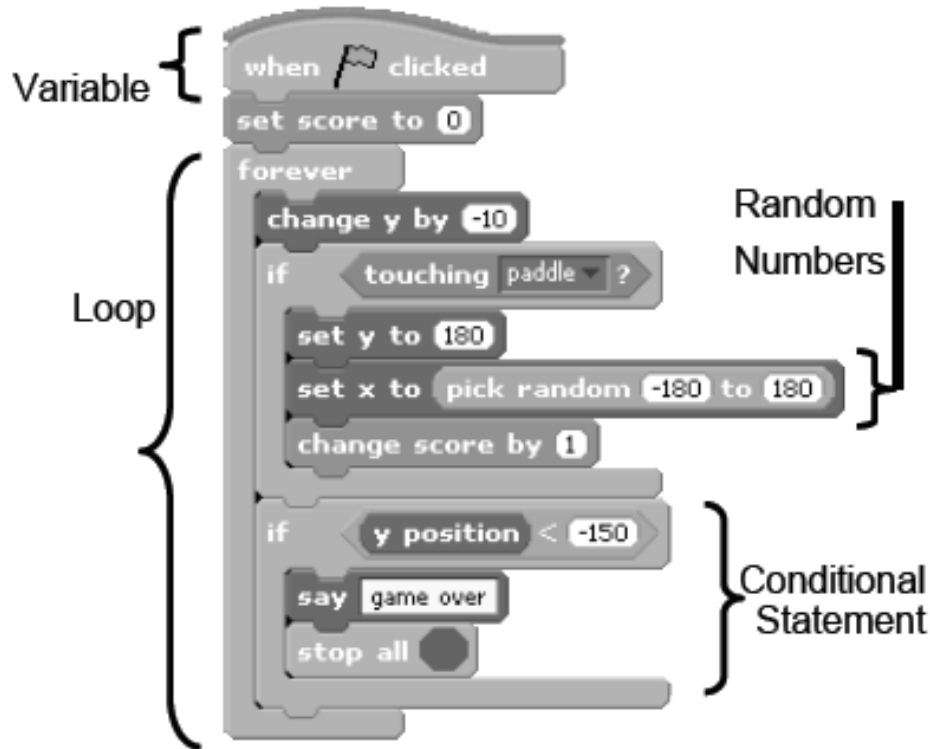 when clicked
Variable
set score to 0
forever
change y by -10
Random
Numbers
if touching paddle ?
Loop
set y to 180
set x to pick random -180 to 180
change score by 1
if y position < -150
Conditional
Statement
say game over
stop all